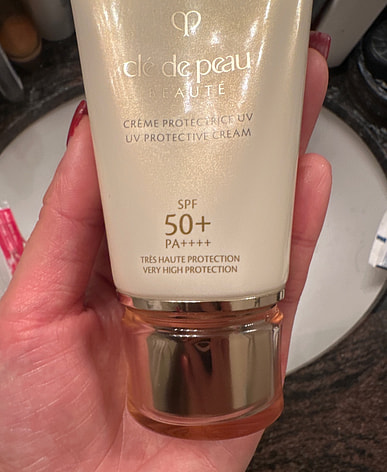 clé de peau
BEAUTÉ
CRÈME PROTECTRICE UV
UV PROTECTIVE CREAM
SPF
50+
PA++++
TRÈS HAUTE PROTECTION
VERY HIGH PROTECTION